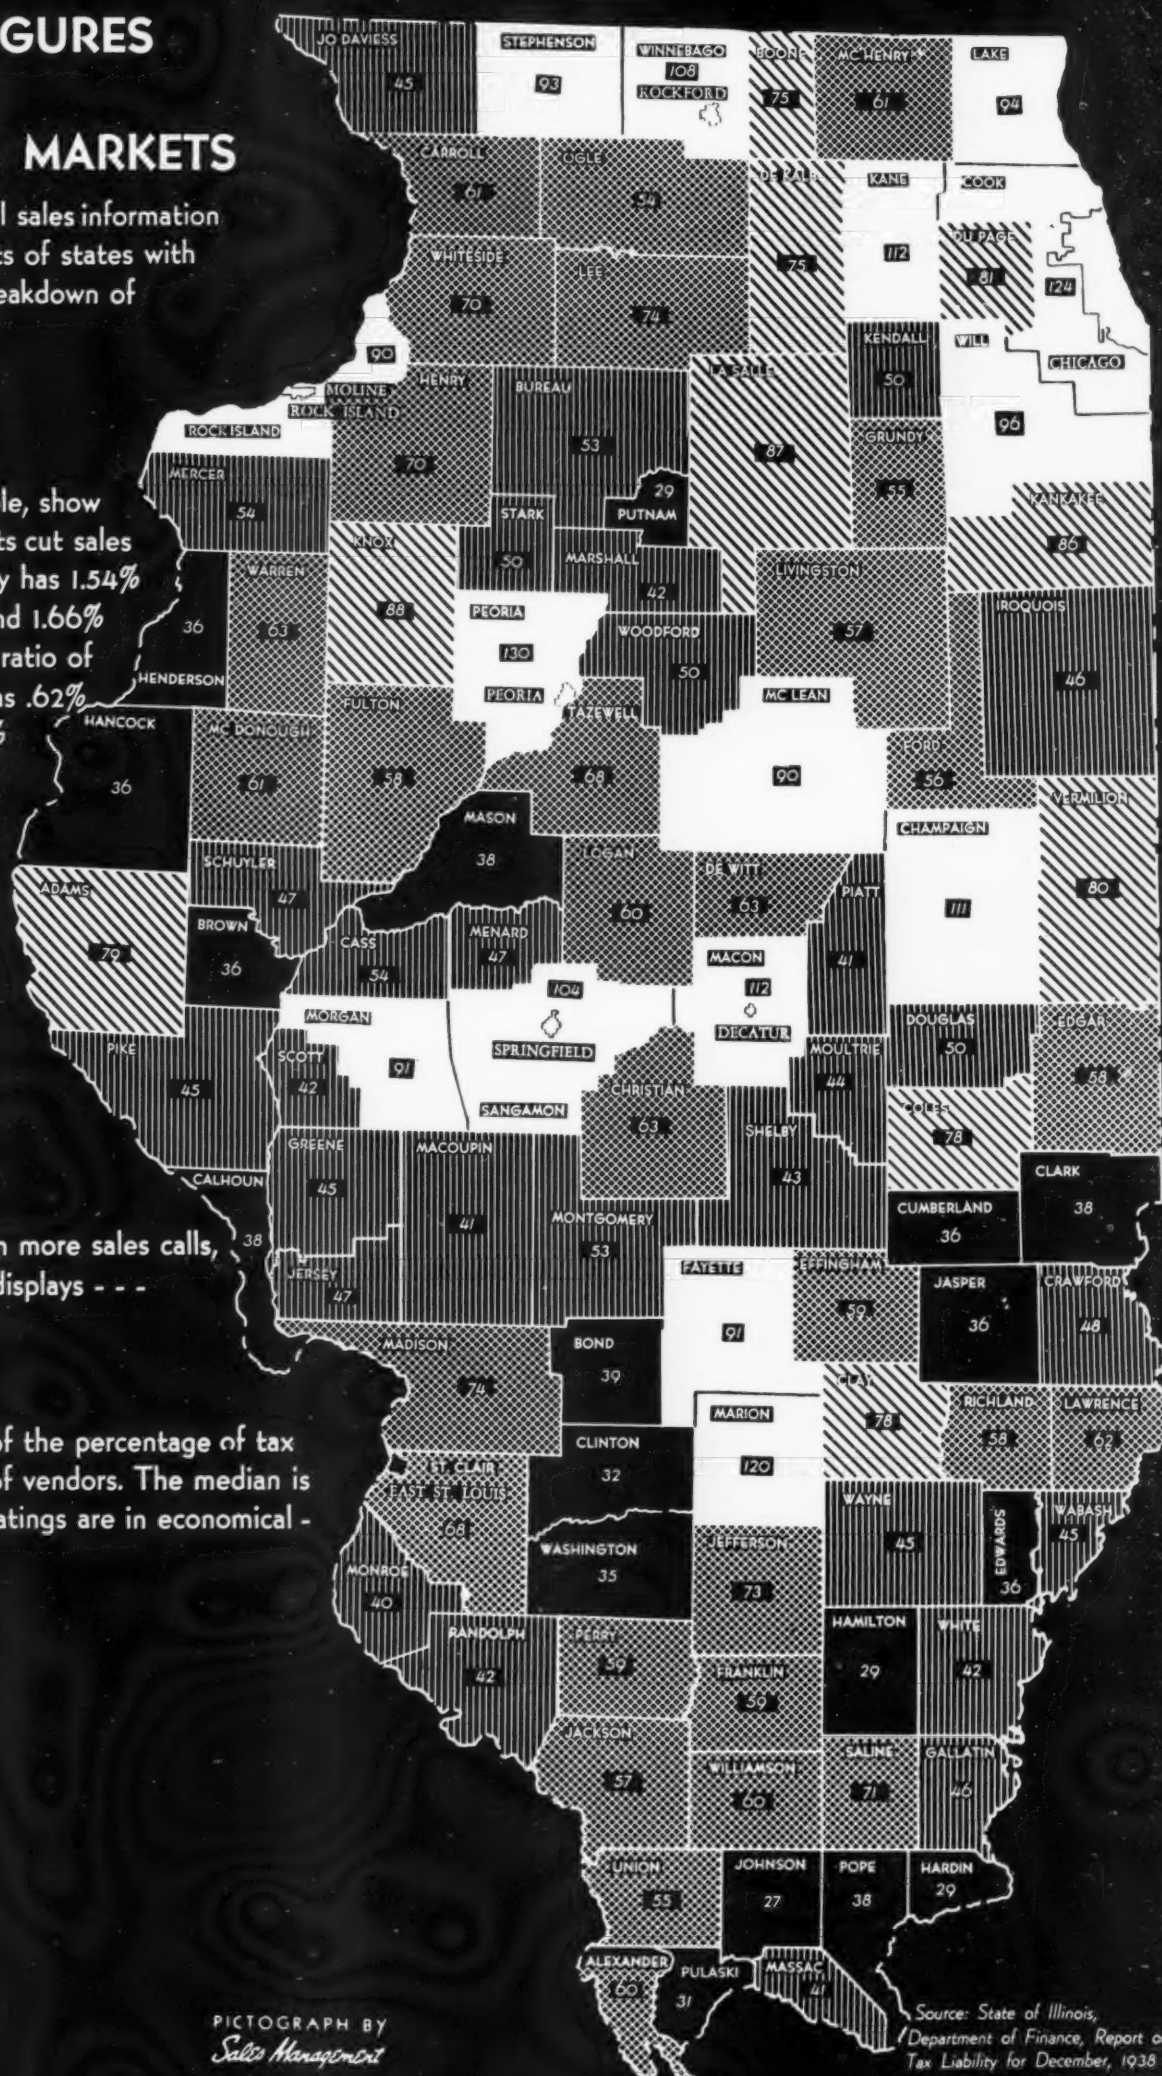 GURES
MARKETS
l sales information
ts of states with
eakdown of
le, show
ts cut sales
y has 1.54%
nd 1.66%
ratio of
as .62%
%
n more sales calls,
displays - - -
of the percentage of tax
of vendors. The median is
atings are in economical -
JO DAVIESS
45
STEPHENSON
93
WINNEBAGO
108
ROCKFORD
BOONE
75
MC HENRY
61
LAKE
94
CARROLL
61
OGLE
54
DE KALB
75
KANE
112
COOK
124
DU PAGE
81
CHICAGO
WHITESIDE
70
LEE
74
KENDALL
50
WILL
96
90
MOLINE
ROCK ISLAND
ROCK ISLAND
HENRY
70
BUREAU
53
LA SALLE
87
GRUNDY
55
KANKAKEE
86
MERCER
54
STARK
50
29
PUTNAM
MARSHALL
42
KNOX
88
WARREN
63
36
HENDERSON
PEORIA
130
PEORIA
WOODFORD
50
LIVINGSTON
57
IROQUOIS
46
HANCOCK
36
MC DONOUGH
61
FULTON
58
TAZEWELL
68
MC LEAN
90
FORD
56
VERMILION
80
MASON
38
CHAMPAIGN
111
SCHUYLER
47
LOGAN
60
DE WITT
63
PIATT
41
ADAMS
79
BROWN
36
CASS
54
MENARD
47
MACON
112
DECATUR
104
SPRINGFIELD
SANGAMON
MORGAN
91
PIKE
45
SCOTT
42
CHRISTIAN
63
MOULTRIE
44
DOUGLAS
50
EDGAR
58
COLES
78
SHELBY
43
GREENE
45
MACOUPIN
41
CALHOUN
38
MONTGOMERY
53
CUMBERLAND
36
CLARK
38
JERSEY
47
FAYETTE
91
EFFINGHAM
59
JASPER
36
CRAWFORD
48
MADISON
74
BOND
39
CLAY
78
RICHLAND
58
LAWRENCE
62
MARION
120
CLINTON
32
ST. CLAIR
EAST ST. LOUIS
68
WASHINGTON
35
WAYNE
45
EDWARDS
36
WABASH
45
MONROE
40
JEFFERSON
73
RANDOLPH
42
PERRY
59
HAMILTON
29
WHITE
42
FRANKLIN
59
JACKSON
57
WILLIAMSON
60
SALINE
71
GALLATIN
46
UNION
55
JOHNSON
27
POPE
38
HARDIN
29
ALEXANDER
60
PULASKI
31
MASSAC
41
PICTOGRAPH BY
Sales Management
Source: State of Illinois,
Department of Finance, Report o
Tax Liability for December, 1938